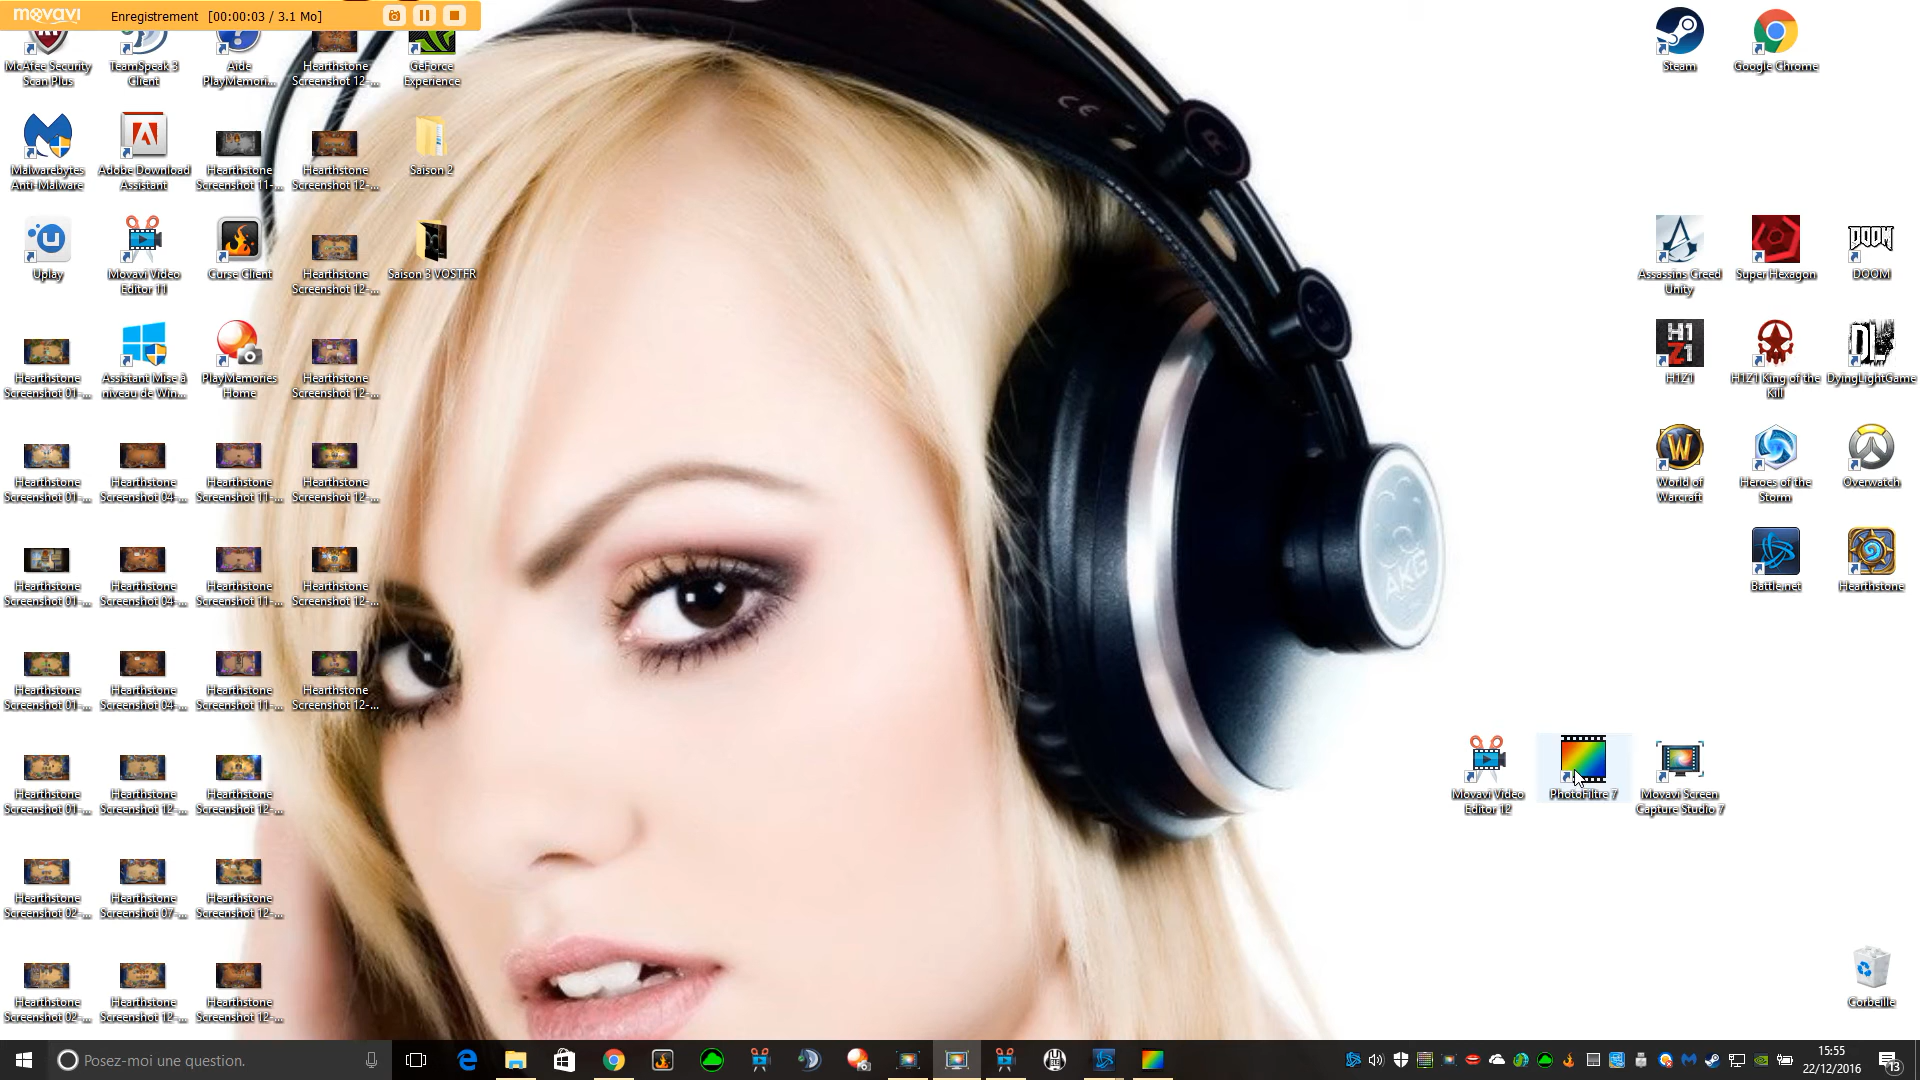 movavi
Enregistrement [00:00:03 / 3.1 Mo]
McAfee Security
Scan Plus
TeamSpeak 3
Client
Aide
PlayMemori...
Hearthstone
Screenshot 12-...
GeForce
Experience
Steam
Google Chrome
Malwarebytes
Anti-Malware
Adobe Download
Assistant
Hearthstone
Screenshot 11-...
Hearthstone
Screenshot 12-...
Saison 2
Uplay
Movavi Video
Editor 11
Curse Client
Hearthstone
Screenshot 12-...
Saison 3 VOSTFR
Assassins Creed
Unity
Super Hexagon
DOOM
DOOM
Hearthstone
Screenshot 01-...
Assistant Mise à
niveau de Win...
PlayMemories
Home
Hearthstone
Screenshot 12-...
H1Z1
H1Z1
H1Z1 King of the
Kill
DL
DyingLightGame
Hearthstone
Screenshot 01-...
Hearthstone
Screenshot 04-...
Hearthstone
Screenshot 11-...
Hearthstone
Screenshot 12-...
World of
Warcraft
Heroes of the
Storm
Overwatch
Hearthstone
Screenshot 01-...
Hearthstone
Screenshot 04-...
Hearthstone
Screenshot 11-...
Hearthstone
Screenshot 12-...
AKG
Battle.net
Hearthstone
Hearthstone
Screenshot 01-...
Hearthstone
Screenshot 04-...
Hearthstone
Screenshot 11-...
Hearthstone
Screenshot 12-...
Hearthstone
Screenshot 01-...
Hearthstone
Screenshot 12-...
Hearthstone
Screenshot 12-...
Movavi Video
Editor 12
PhotoFiltre 7
Movavi Screen
Capture Studio 7
Hearthstone
Screenshot 02-...
Hearthstone
Screenshot 07-...
Hearthstone
Screenshot 12-...
Hearthstone
Screenshot 02-...
Hearthstone
Screenshot 12-...
Hearthstone
Screenshot 12-...
Corbeille
Posez-moi une question.
15:55
22/12/2016
13